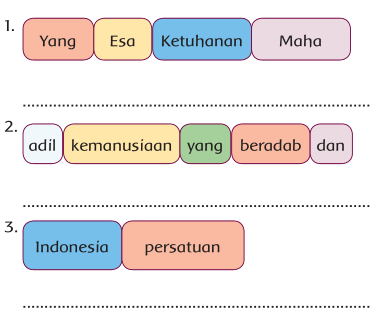 1. Yang Esa Ketuhanan Maha
2. adil kemanusiaan yang beradab dan
3. Indonesia persatuan